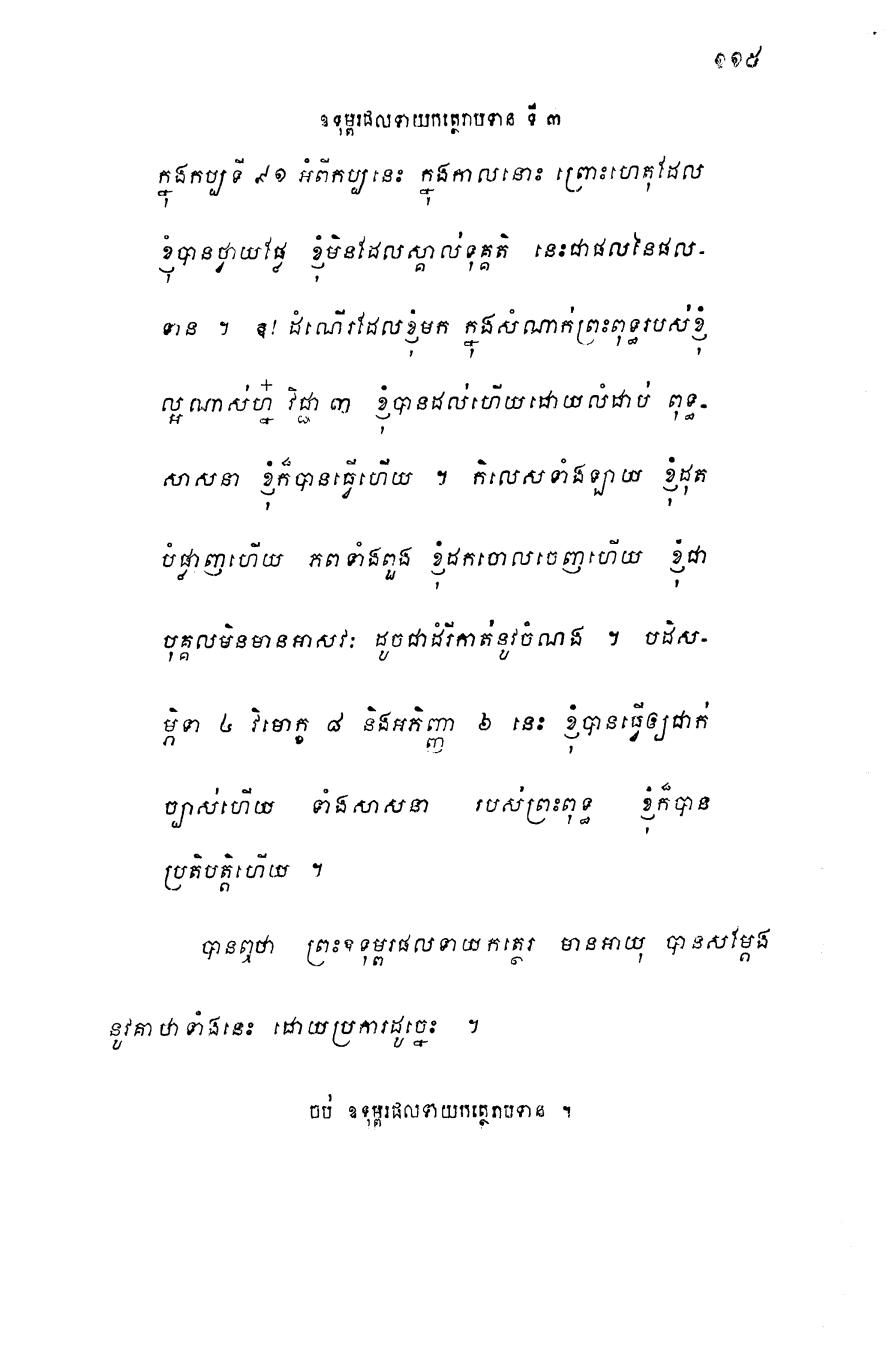 ១១៥
ឧទុម្ពរផលទាយកត្ថេរាបទាន ទី ៣
ក្នុងកប្បទី ៩១ អំពីកប្បនេះ ក្នុងកាលនោះ ព្រោះហេតុដែល
ខ្ញុំបានថ្វាយផ្លែ ខ្ញុំមិនដែលស្គាល់ទុគ្គតិ នេះជាផលនៃផល-
ទាន ។ ឱ! ដំណើរដែលខ្ញុំមក ក្នុងសំណាក់ព្រះពុទ្ធរបស់ខ្ញុំ
ល្អណាស់ហ្ន៎ វិជ្ជា ៣ ខ្ញុំបានដល់ហើយដោយលំដាប់ ពុទ្ធ-
សាសនា ខ្ញុំក៏បានធ្វើហើយ ។ កិលេសទាំងឡាយ ខ្ញុំដុត
បំផ្លាញហើយ ភពទាំងពួង ខ្ញុំដកចោលចេញហើយ ខ្ញុំជា
បុគ្គលមិនមានអាសវៈ ដូចជាដំរីកាត់នូវចំណង ។ បដិស-
ម្ភិទា ៤ វិមោក្ខ ៨ និងអភិញ្ញា ៦ នេះ ខ្ញុំបានធ្វើឲ្យជាក់
ច្បាស់ហើយ ទាំងសាសនា របស់ព្រះពុទ្ធ ខ្ញុំក៏បាន
ប្រតិបត្តិហើយ ។
បានឮថា ព្រះឧទុម្ពរផលទាយកត្ថេរ មានអាយុ បានសម្តែង
នូវគាថាទាំងនេះ ដោយប្រការដូច្នេះ ។
ចប់ ឧទុម្ពរផលទាយកត្ថេរាបទាន ។